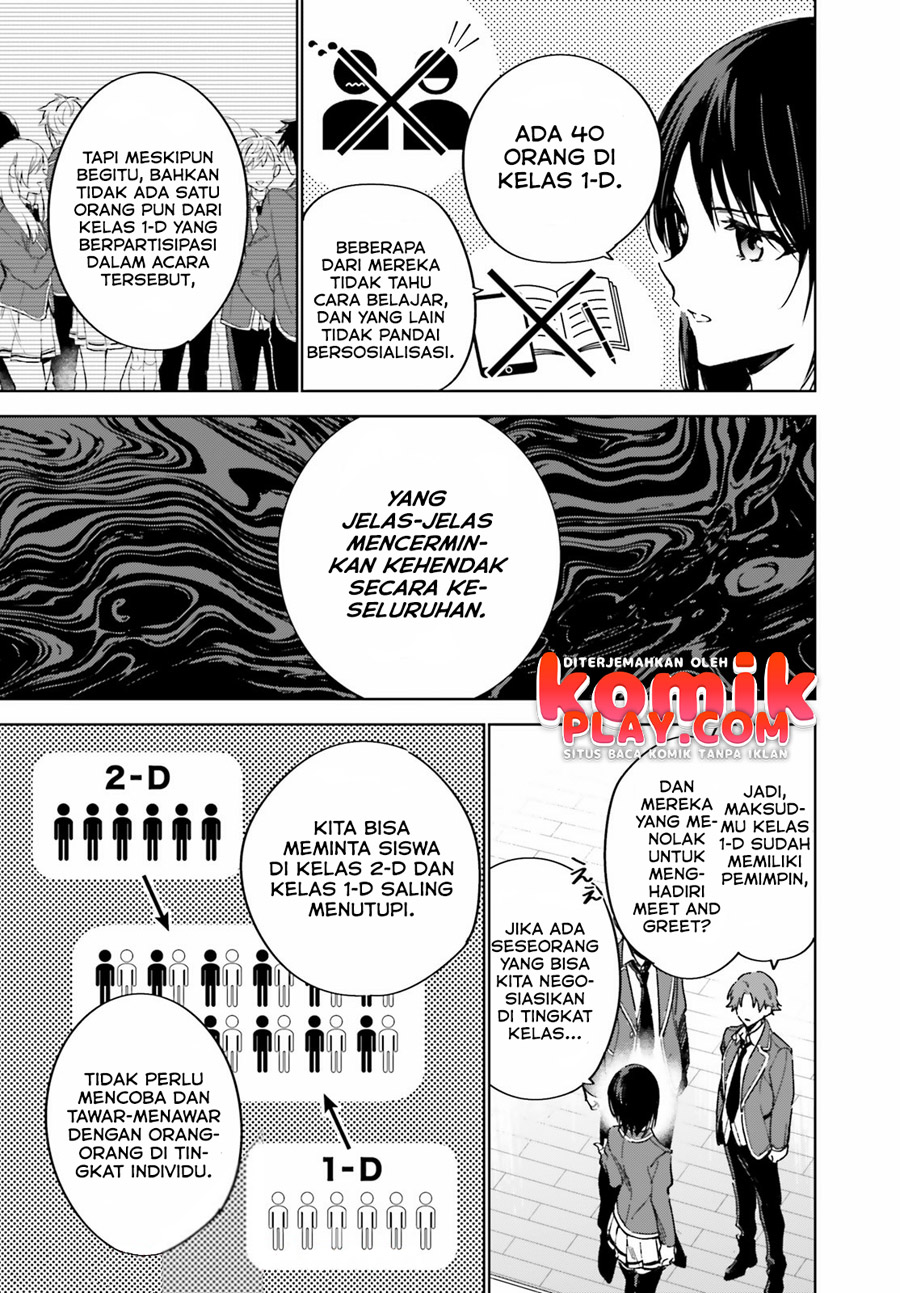 ADA 40
ORANG DI
KELAS 1-D.
BEBERAPA
DARI MEREKA
TIDAK TAHU
CARA BELAJAR,
DAN YANG LAIN
TIDAK PANDAI
BERSOSIALISASI.
TAPI MESKIPUN
BEGITU, BAHKAN
TIDAK ADA SATU
ORANG PUN DARI
KELAS 1-D YANG
BERPARTISIPASI
DALAM ACARA
TERSEBUT,
YANG
JELAS-JELAS
MENCERMIN-
KAN KEHENDAK
SECARA KE-
SELURUHAN.
DITERJEMAHKAN OLEH
komik
PLAY.COM
SITUS BACA KOMIK TANPA IKLAN
JADI,
MAKSUD-
MU KELAS
1-D SUDAH
MEMILIKI
PEMIMPIN,
DAN
MEREKA
YANG ME-
NOLAK
UNTUK
MENG-
HADIRI
MEET AND
GREET?
ええ
JIKA ADA
SESEORANG
YANG BISA
KITA NEGO-
SIASIKAN
DI TINGKAT
KELAS...
2-D
KITA BISA
MEMINTA SISWA
DI KELAS 2-D DAN
KELAS 1-D SALING
MENUTUPI.
TIDAK PERLU
MENCOBA DAN
TAWAR-MENAWAR
DENGAN ORANG-
ORANG DI TIN-
GKAT INDIVIDU.
1-D